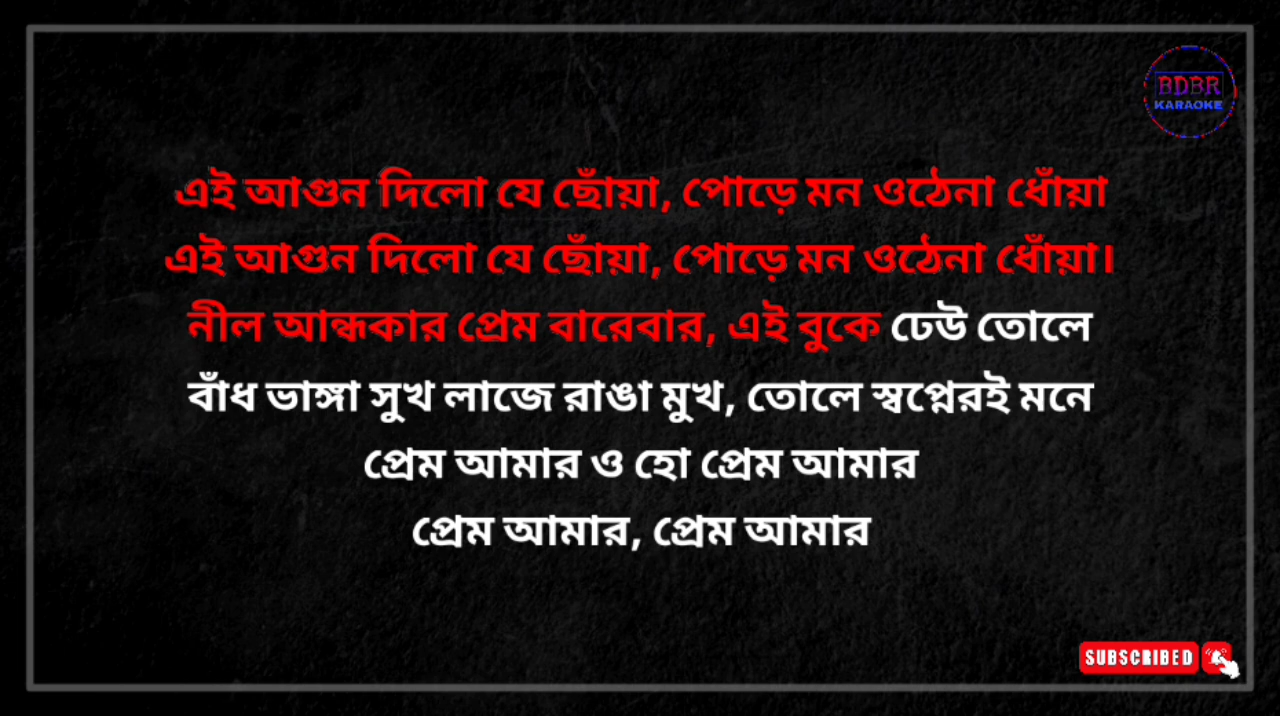 BDBR
KARAOKE
এই আগুন দিলো যে ছোঁয়া, পোড়ে মন ওঠেনা ধোঁয়া
এই আগুন দিলো যে ছোঁয়া, পোড়ে মন ওঠেনা ধোঁয়া।
নীল আন্ধকার প্রেম বারেবার, এই বুকে ঢেউ তোলে
বাঁধ ভাঙ্গা সুখ লাজে রাঙা মুখ, তোলে স্বপ্নেরই মনে
প্রেম আমার ও হো প্রেম আমার
প্রেম আমার, প্রেম আমার
SUBSCRIBED